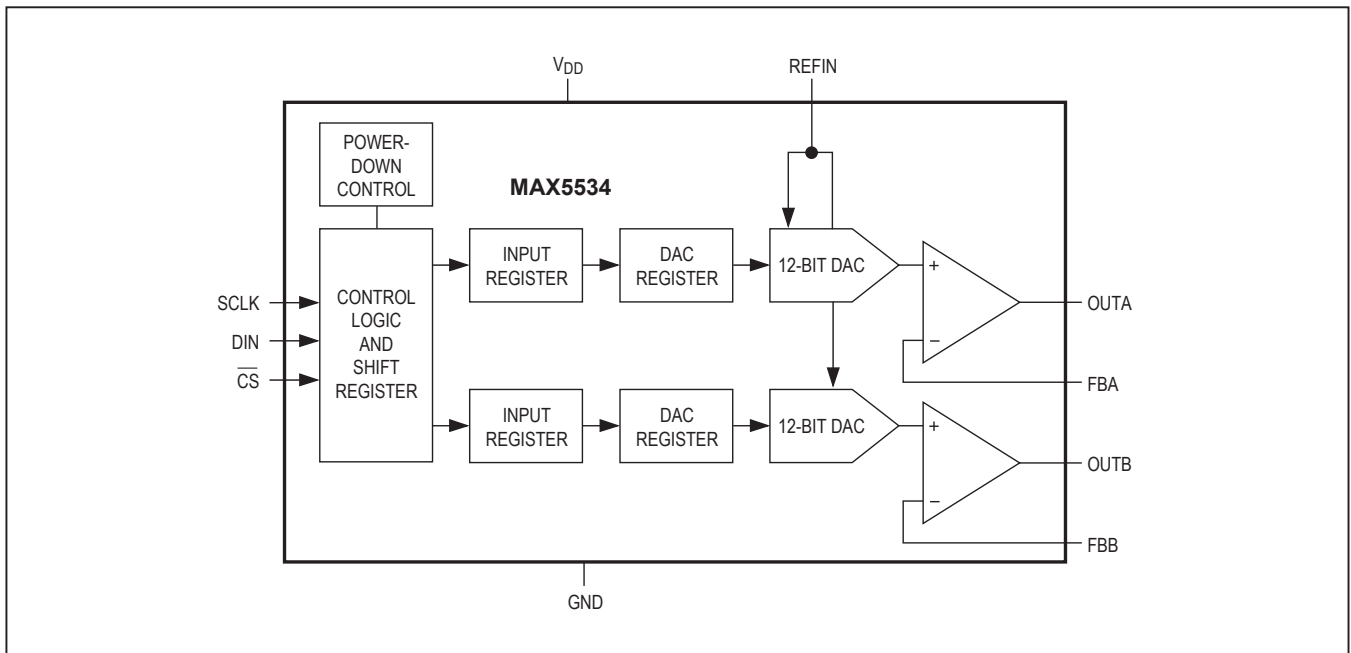 VDD
REFIN
POWER-
DOWN
CONTROL
MAX5534
CONTROL
LOGIC
AND
SHIFT
REGISTER
INPUT
REGISTER
DAC
REGISTER
12-BIT DAC
+
−
SCLK
DIN
CS
OUTA
FBA
INPUT
REGISTER
DAC
REGISTER
12-BIT DAC
+
−
OUTB
FBB
GND